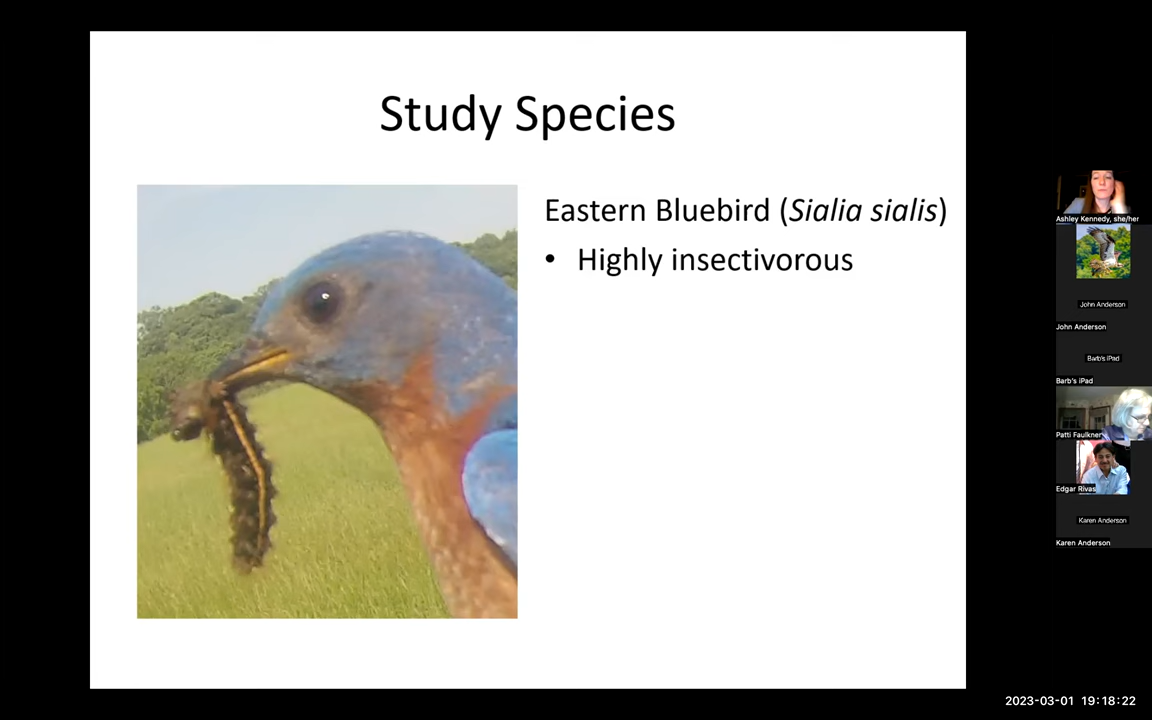 Study Species
Eastern Bluebird (Sialia sialis)
• Highly insectivorous
Ashley Kennedy, she/her
John Anderson
John Anderson
Barb's iPad
Barb's iPad
Patti Faulkner
Edgar Rivas
Karen Anderson
Karen Anderson
2023-03-01 19:18:22